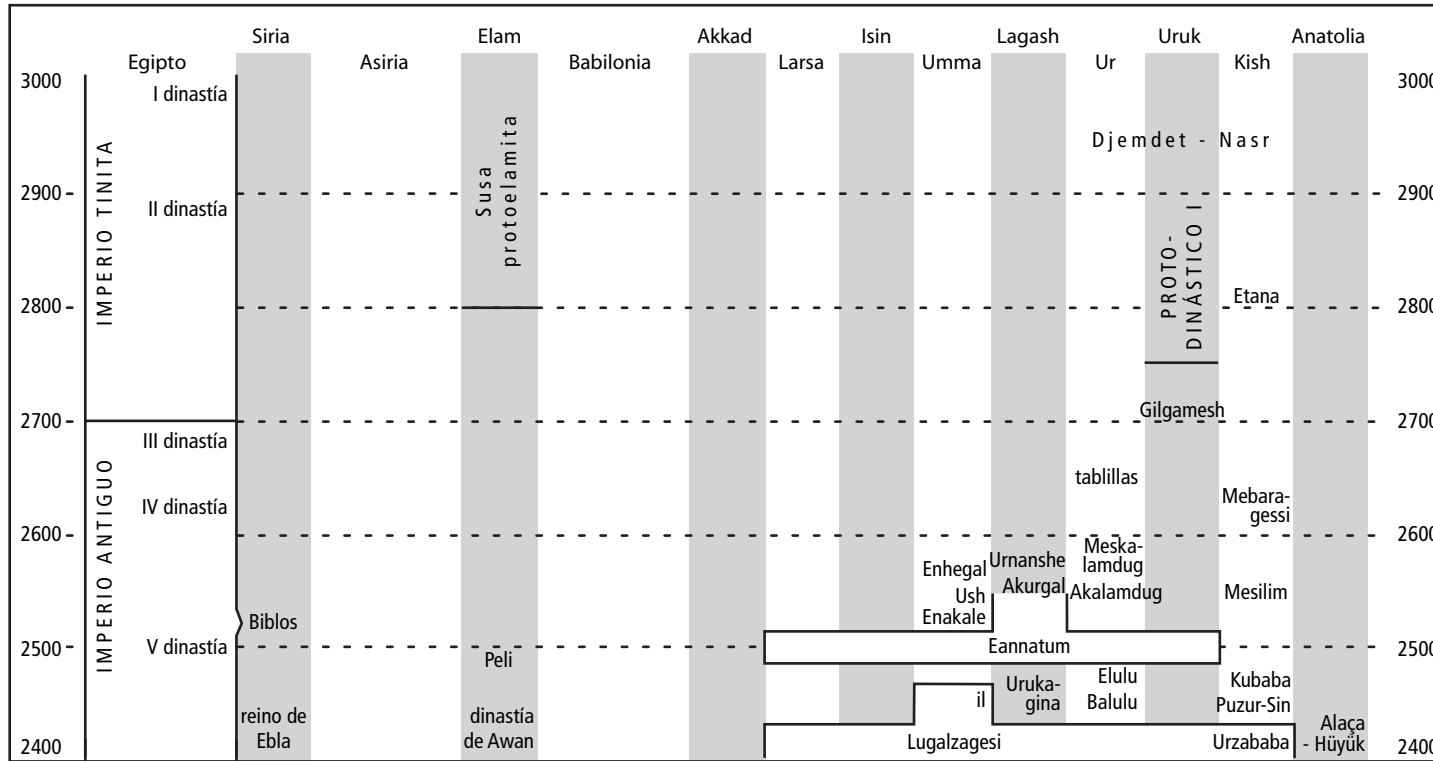 Siria Elam Akkad Isin Lagash Uruk Anatolia
Egipto Asiria Babilonia Larsa Umma Ur Kish
3000 3000
I dinastía
IMPERIO TINITA
Susa
protoelamita
Djemdet - Nasr
2900 - 2900
II dinastía
PROTO-
DINÁSTICO I
Etana
2800 - 2800
Gilgamesh
2700 - 2700
III dinastía
IMPERIO ANTIGUO
tablillas
IV dinastía
Mebara-
gessi
2600 - 2600
Enhegal
Ush
Enakale
Urnanshe
Akurgal
Meska-
lamdug
Akalamdug
Mesilim
Biblos
V dinastía
Eannatum
2500 - 2500
Peli
il
Uruka-
gina
Elulu
Balulu
Kubaba
Puzur-Sin
reino de
Ebla
dinastía
de Awan
Lugalzagesi
Urzababa
Alaça
- Hüyük
2400 2400